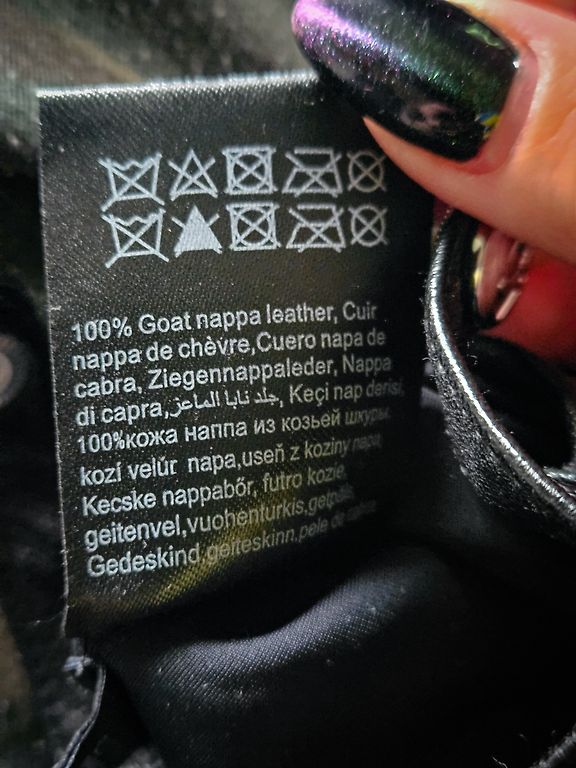 100% Goat nappa leather, Cuir
nappa de chèvre,Cuero napa de
cabra, Ziegennappaleder, Nappa
di capra,جلد نابا الماعز, Keçi nap derisi,
100%кожа наппа из козьей шкуры,
kozí velúr napa,useň z koziny napa,
Kecske nappabőr, futro kozie,
geitenvel,vuohenturkis,getpäls,
Gedeskind,geiteskinn,pele de cabra